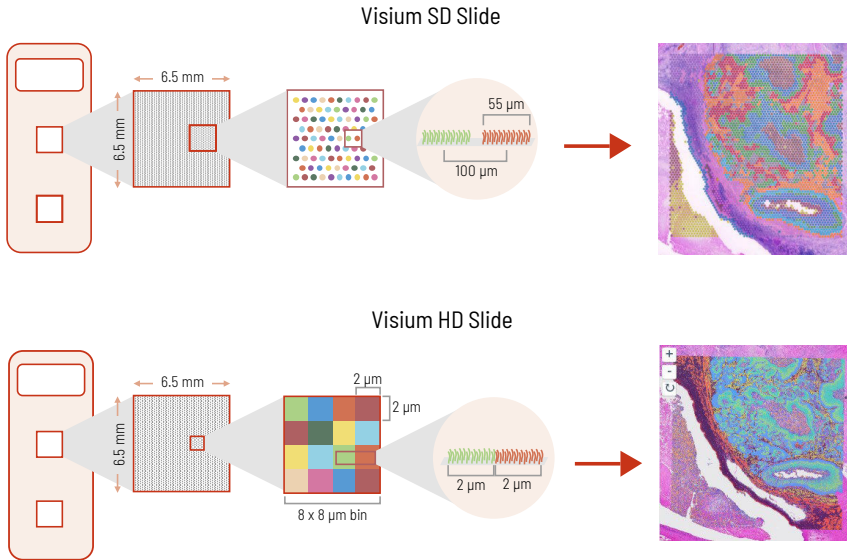 Visium SD Slide
6.5 mm
6.5 mm
55 µm
100 µm
Visium HD Slide
6.5 mm
6.5 mm
2 µm
2 µm
2 µm
2 µm
8 x 8 µm bin
+
-